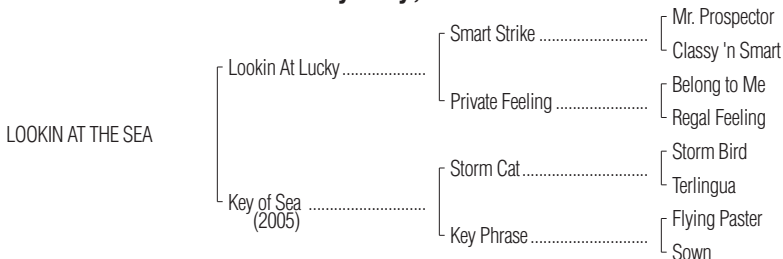 Mr. Prospector
Smart Strike ........................
Classy 'n Smart
Lookin At Lucky ....................
Belong to Me
Private Feeling ....................
Regal Feeling
LOOKIN AT THE SEA
Storm Bird
Storm Cat ...........................
Terlingua
Key of Sea ...........................
(2005)
Flying Paster
Key Phrase ..........................
Sown